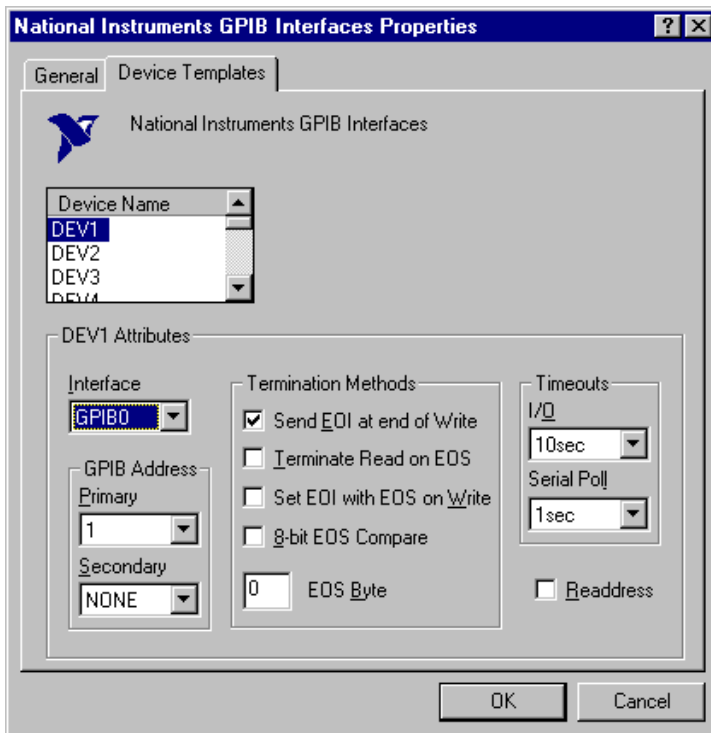 National Instruments GPIB Interfaces Properties
General
Device Templates
National Instruments GPIB Interfaces
Device Name
DEV1
DEV2
DEV3
DEV4
DEV1 Attributes
Interface
GPIB0
GPIB Address
Primary
1
Secondary
NONE
Termination Methods
Send EOI at end of Write
Terminate Read on EOS
Set EOI with EOS on Write
8-bit EOS Compare
0 EOS Byte
Timeouts
I/O
10sec
Serial Poll
1sec
Readdress
OK
Cancel